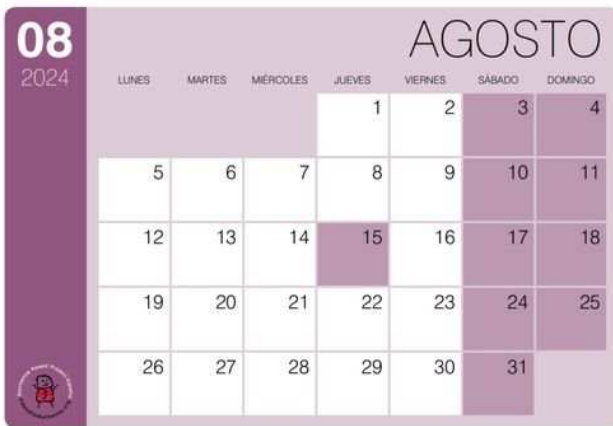 08
2024
AGOSTO
LUNES MARTES MIÉRCOLES JUEVES VIERNES SÁBADO DOMINGO
1 2 3 4
5 6 7 8 9 10 11
12 13 14 15 16 17 18
19 20 21 22 23 24 25
26 27 28 29 30 31